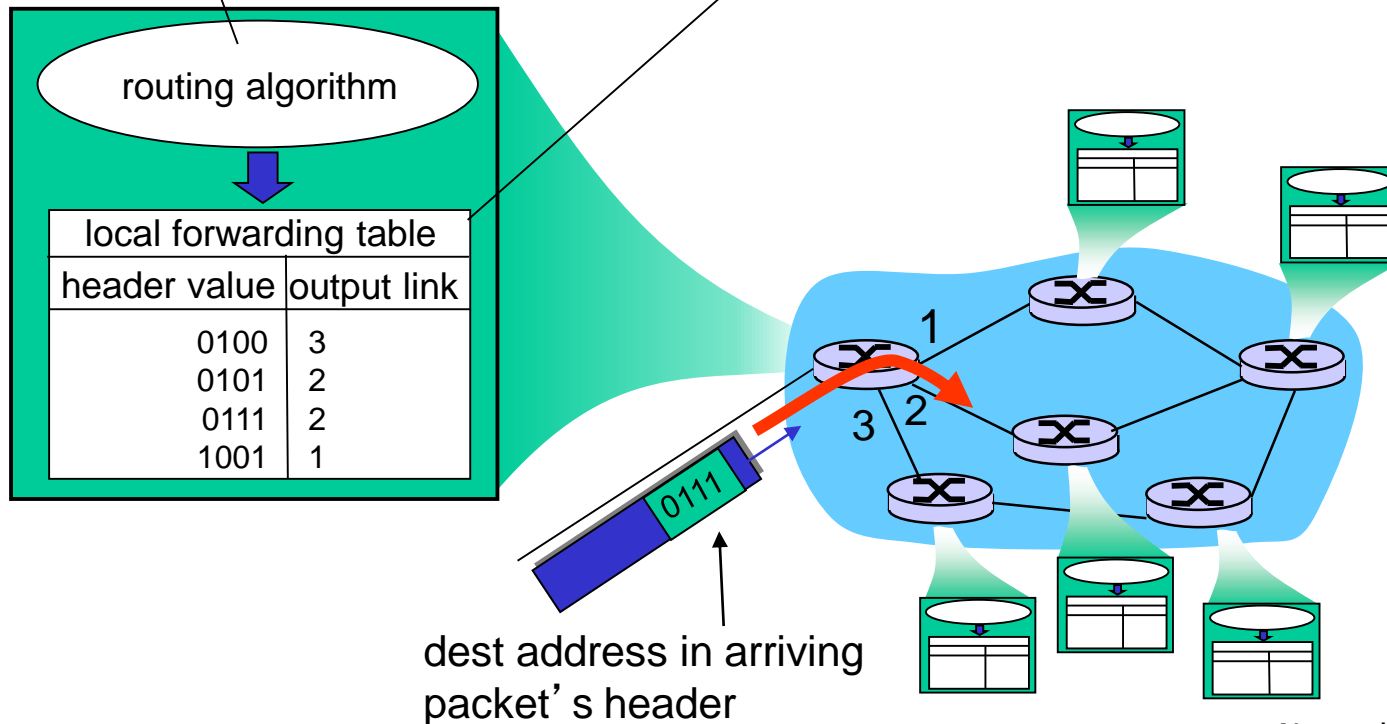 routing algorithm
local forwarding table
header value output link
0100 3
0101 2
0111 2
1001 1
1
2
3
0111
dest address in arriving
packet’s header